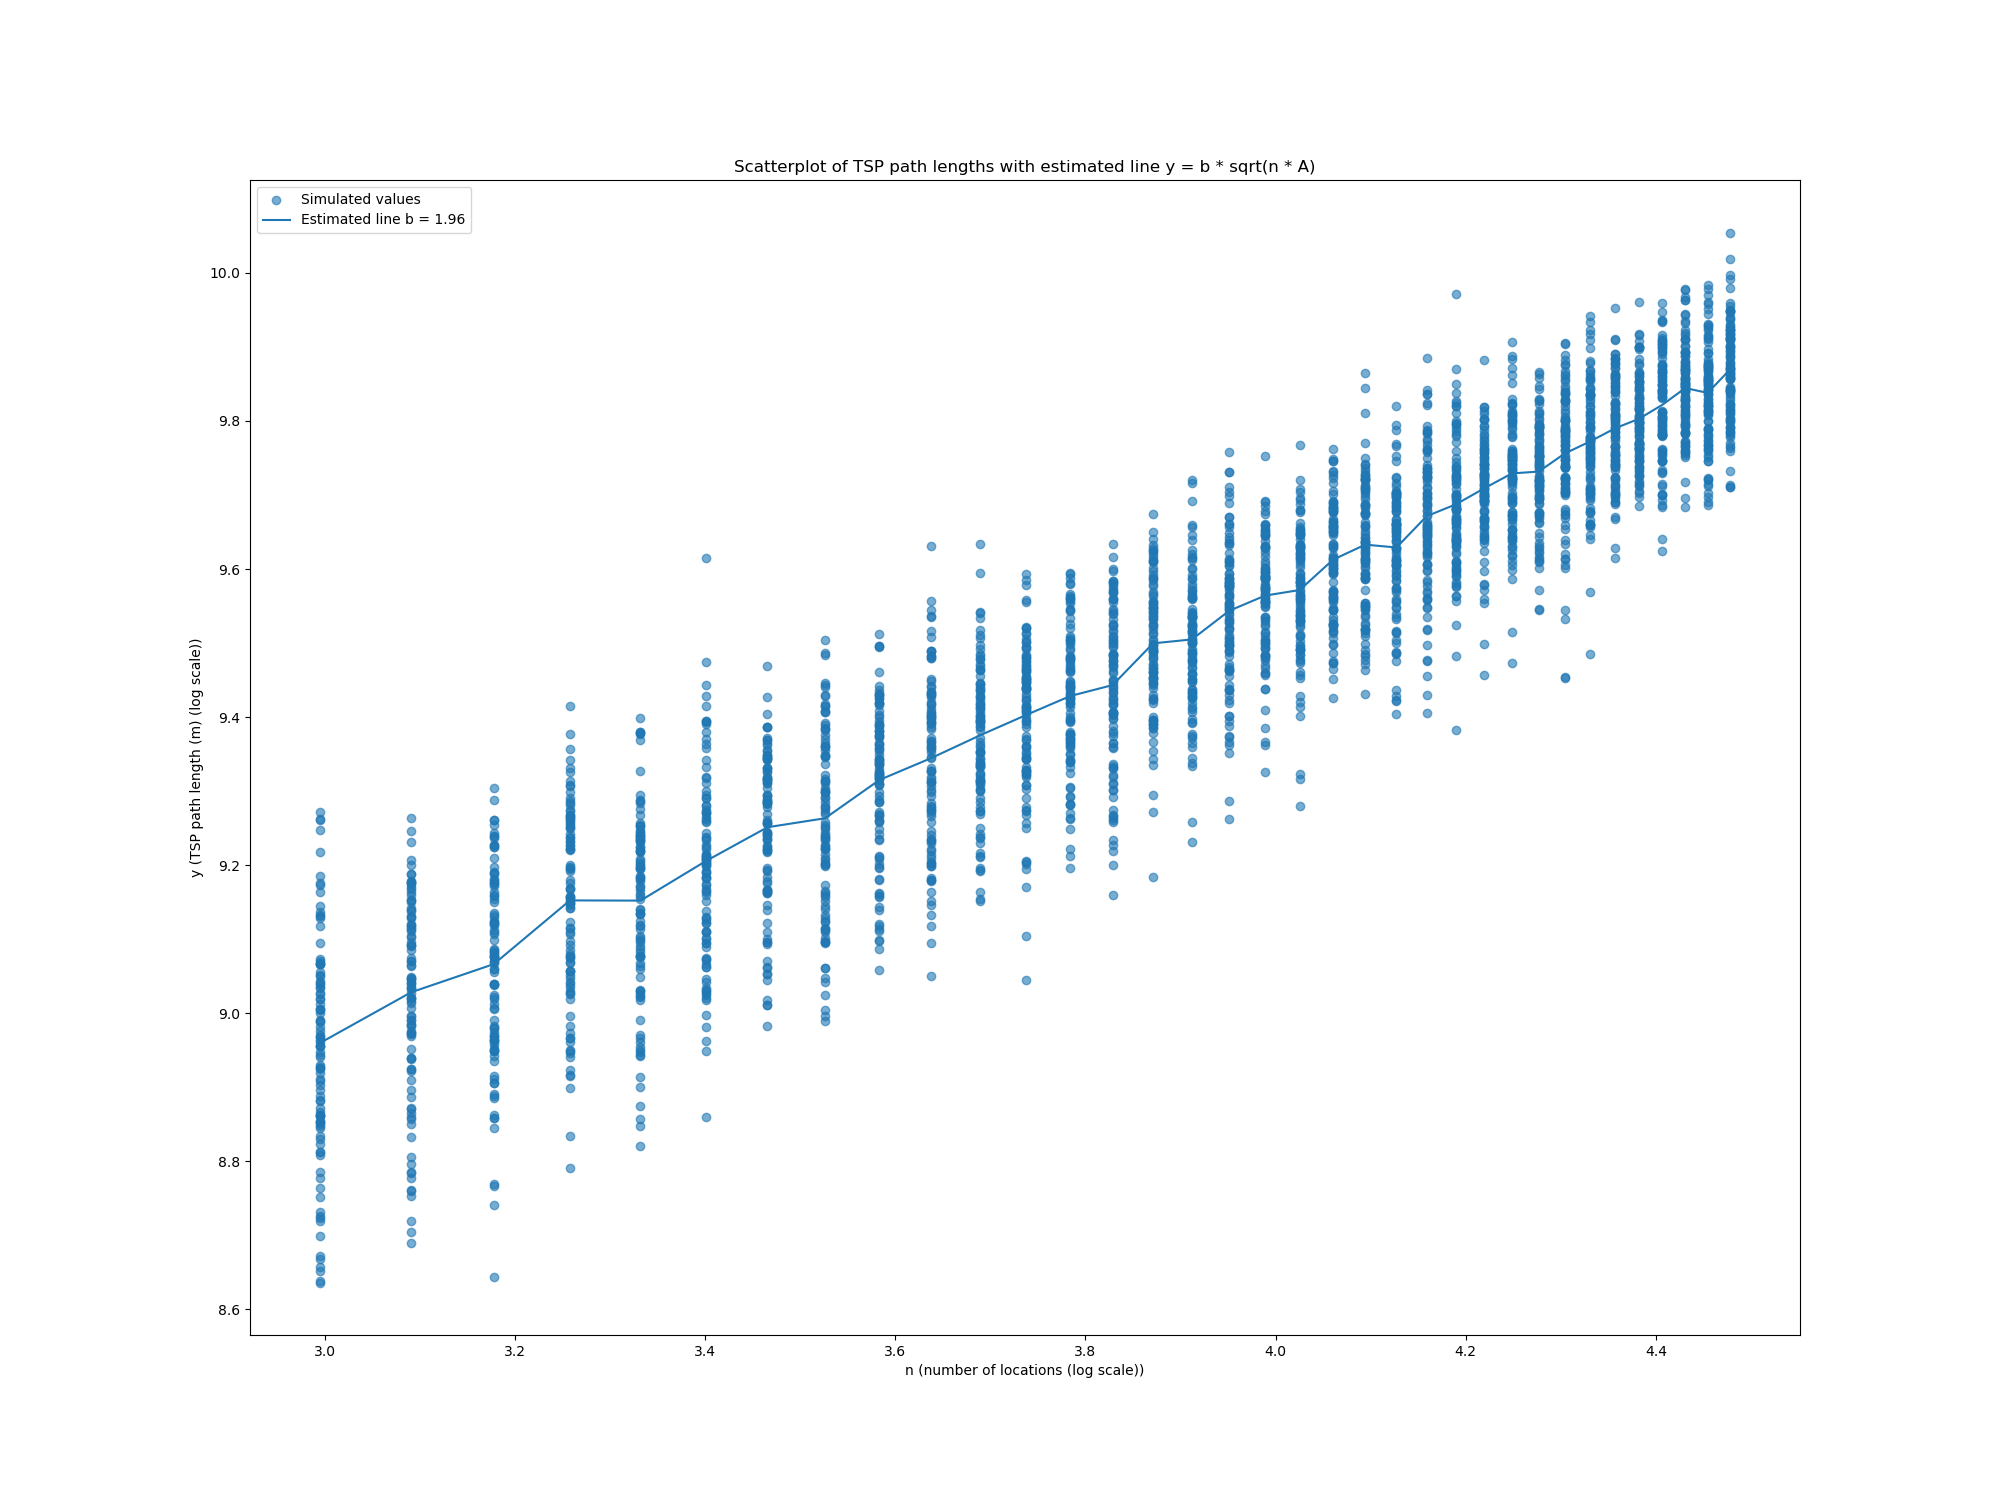 Scatterplot of TSP path lengths with estimated line y = b * sqrt(n * A)
Simulated values
Estimated line b = 1.96
10.0
9.8
9.6
9.4
9.2
9.0
8.8
8.6
y (TSP path length (m) (log scale))
3.0 3.2 3.4 3.6 3.8 4.0 4.2 4.4
n (number of locations (log scale))